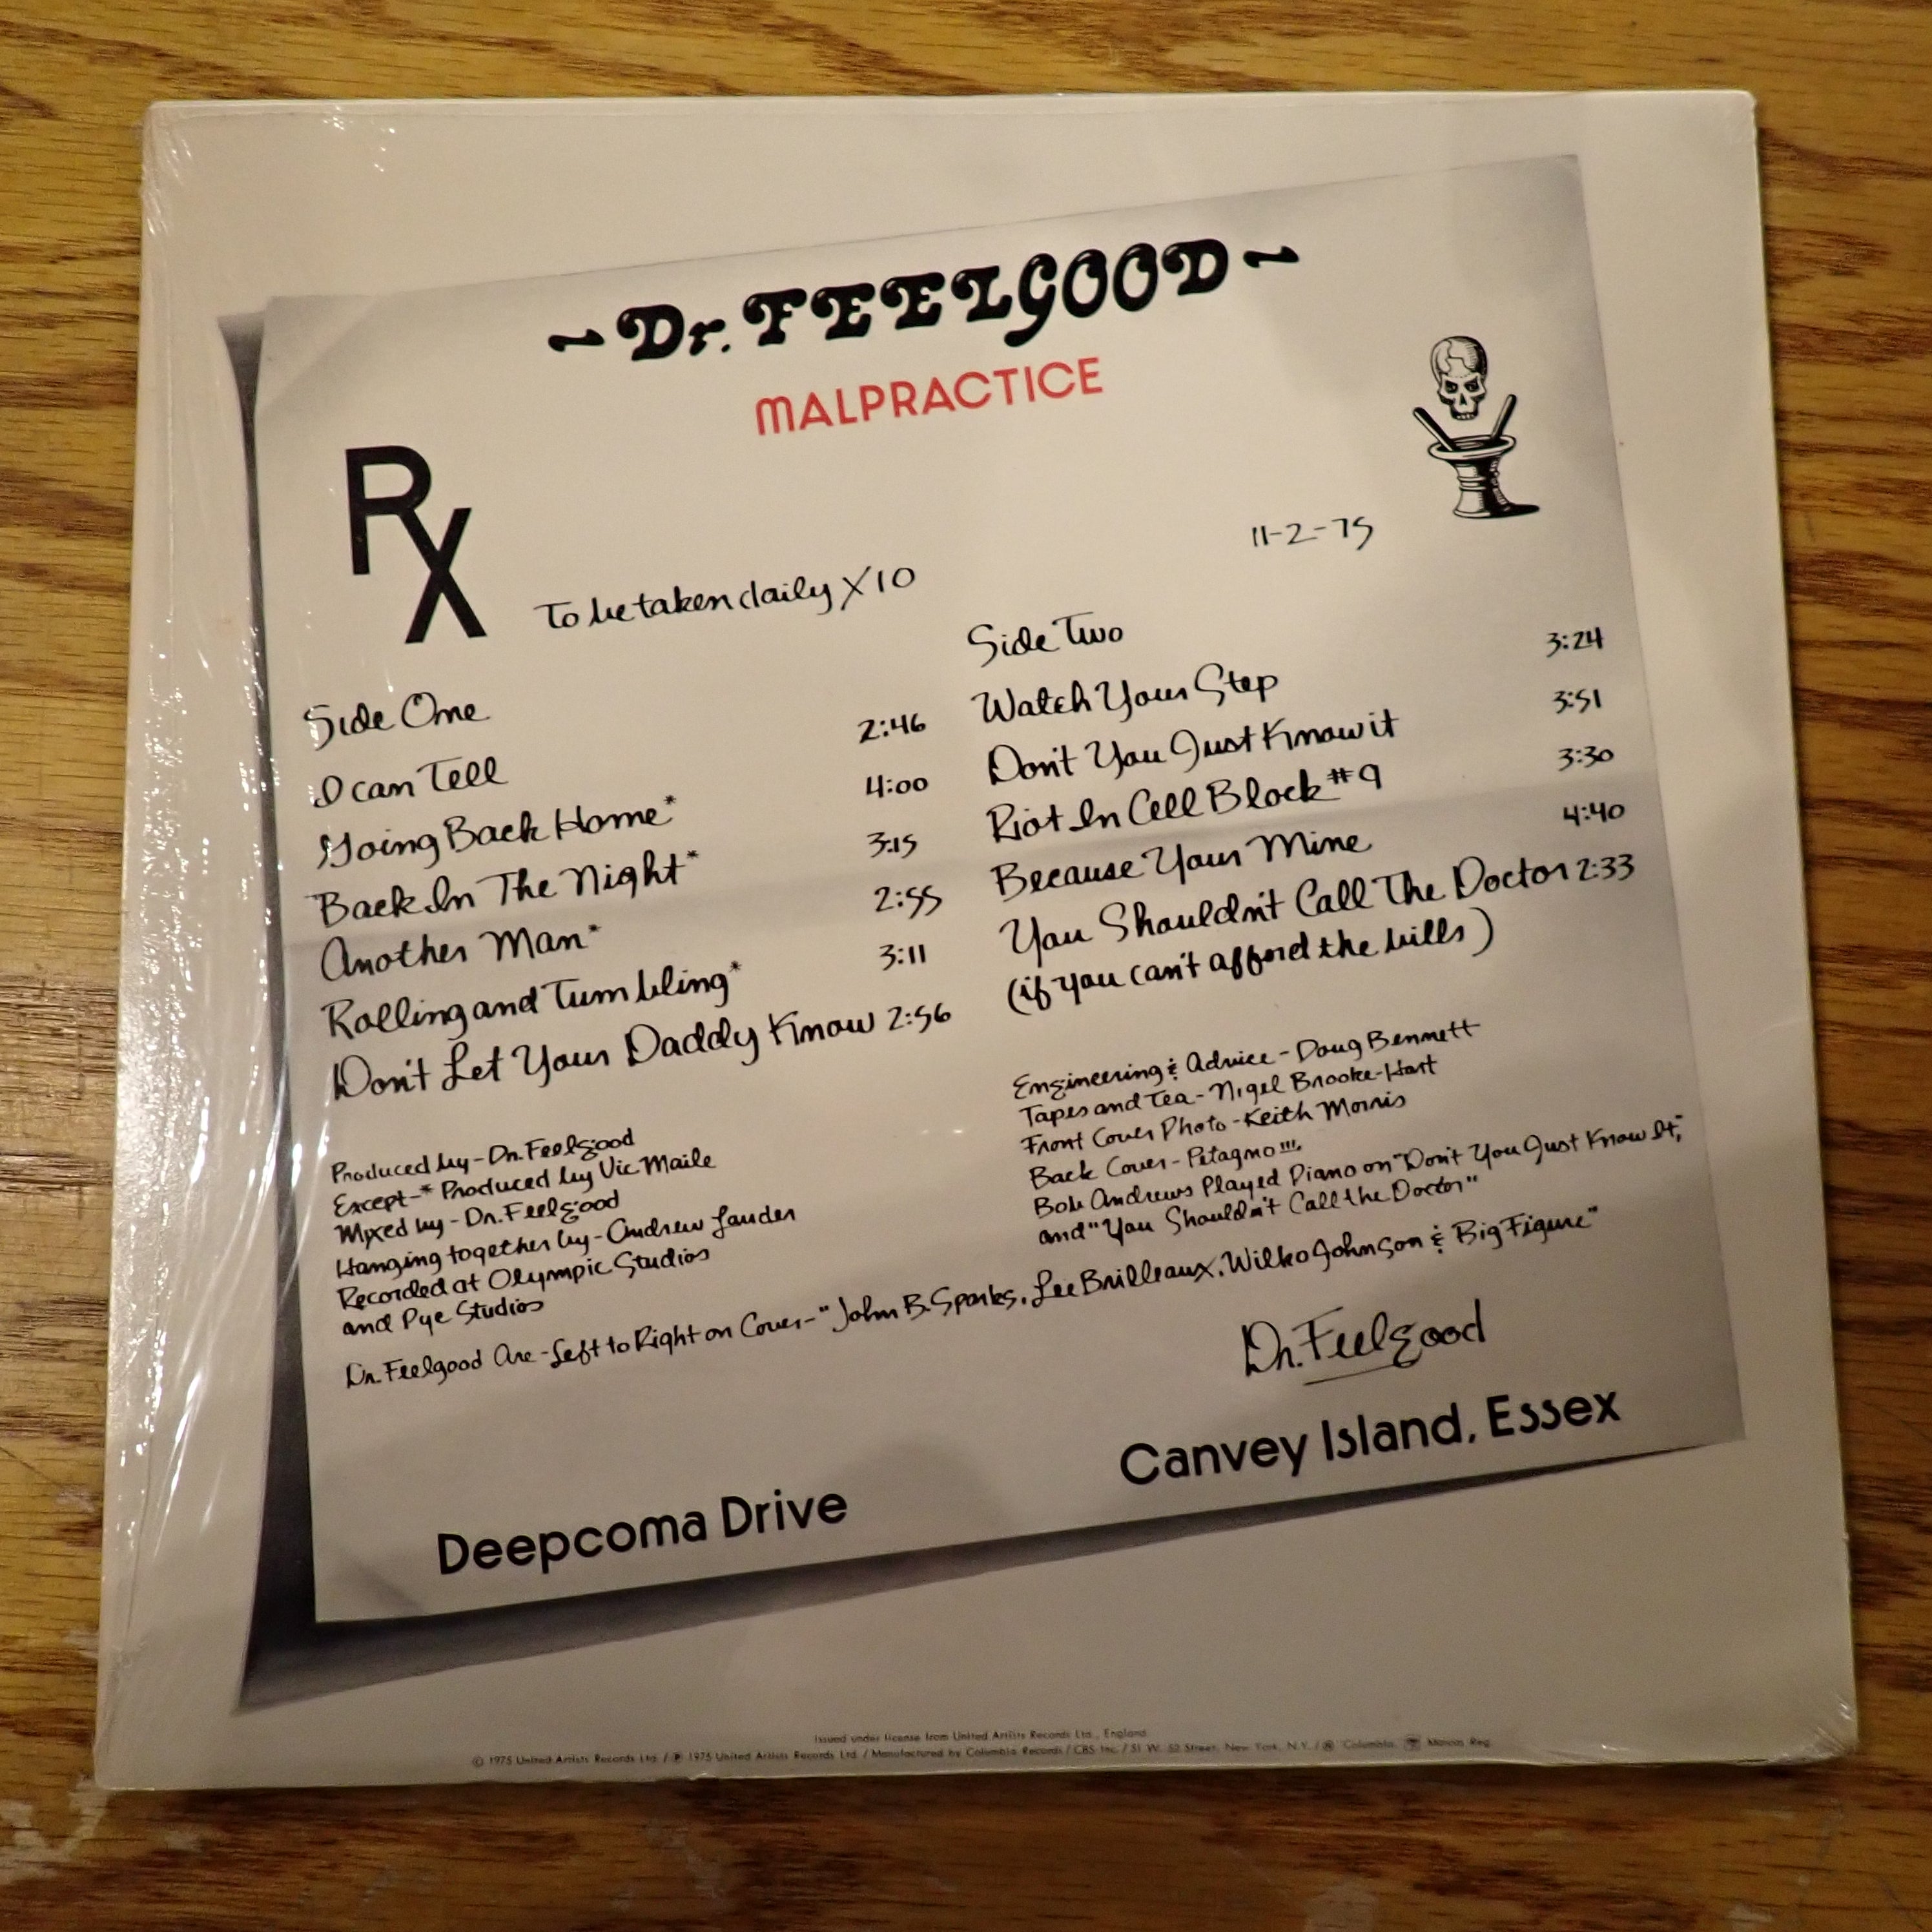 ~Dr. FEELGOOD~
MALPRACTICE
Rx
11-2-75
To be taken daily X10
Side One
I can Tell 2:46
Going Back Home* 4:00
Back In The Night* 3:15
Another Man* 2:55
Rolling and Tumbling* 3:11
Don't Let Your Daddy Know 2:56
Side Two
Watch Your Step 3:24
Don't You Just Know it 3:51
Riot In Cell Block #9 3:30
Because Your Mine 4:40
You Shouldn't Call The Doctor 2:33
(if you can't afford the bills)
Produced by - Dr. Feelgood
Except-* Produced by Vic Maile
Mixed by - Dr. Feelgood
Hanging together by - Andrew Lauder
Recorded at Olympic Studios
and Pye Studios
Engineering & Advice - Doug Bennett
Tapes and Tea - Nigel Brooke-Hart
Front Cover Photo - Keith Morris
Back Cover - Petagno!!!
Bob Andrews Played Piano on "Don't You Just Know It,"
and "You Shouldn't Call the Doctor"
Dr. Feelgood Are - Left to Right on Cover - "John B. Sparks, Lee Brilleaux, Wilko Johnson & Big Figure"
Dr. Feelgood
Deepcoma Drive
Canvey Island, Essex
Issued under license from United Artists Records Ltd., England
© 1975 United Artists Records Ltd. / ℗ 1975 United Artists Records Ltd. / Manufactured by Columbia Records / CBS Inc. / 51 W. 52 Street, New York, N.Y. / ® "Columbia," Marcas Reg.